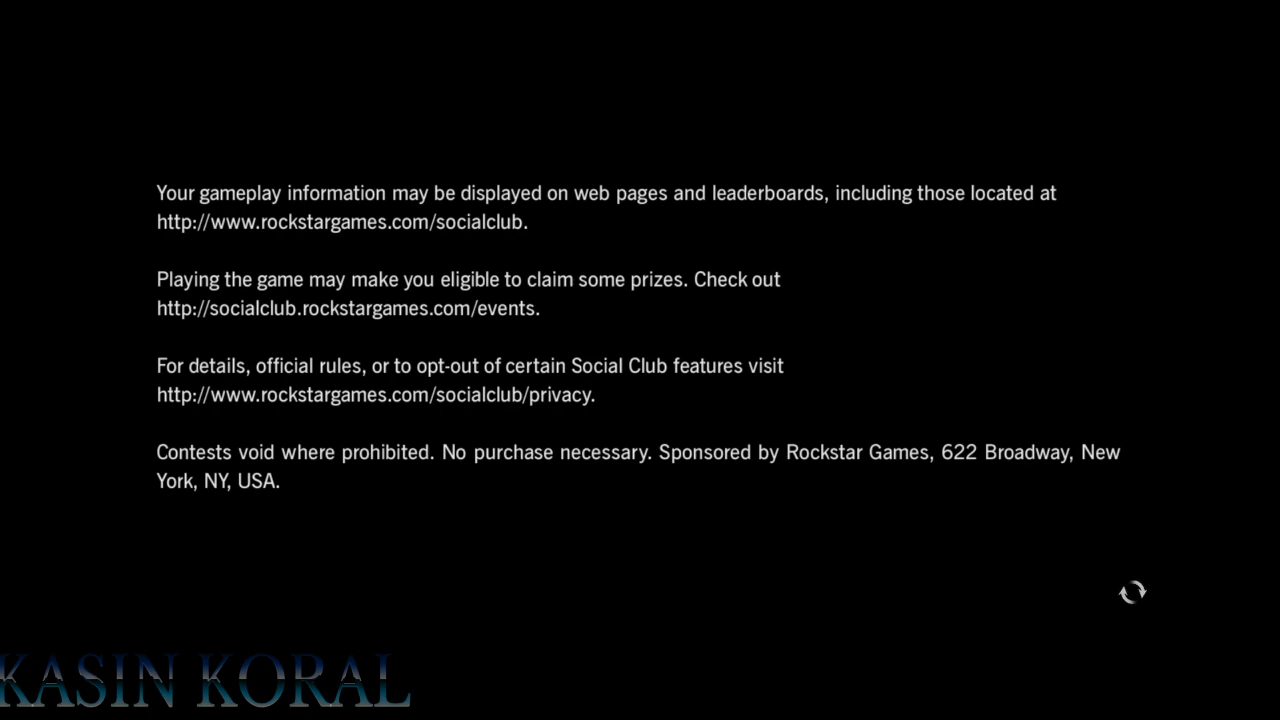 Your gameplay information may be displayed on web pages and leaderboards, including those located at
http://www.rockstargames.com/socialclub.
Playing the game may make you eligible to claim some prizes. Check out
http://socialclub.rockstargames.com/events.
For details, official rules, or to opt-out of certain Social Club features visit
http://www.rockstargames.com/socialclub/privacy.
Contests void where prohibited. No purchase necessary. Sponsored by Rockstar Games, 622 Broadway, New
York, NY, USA.
KASIN KORAL